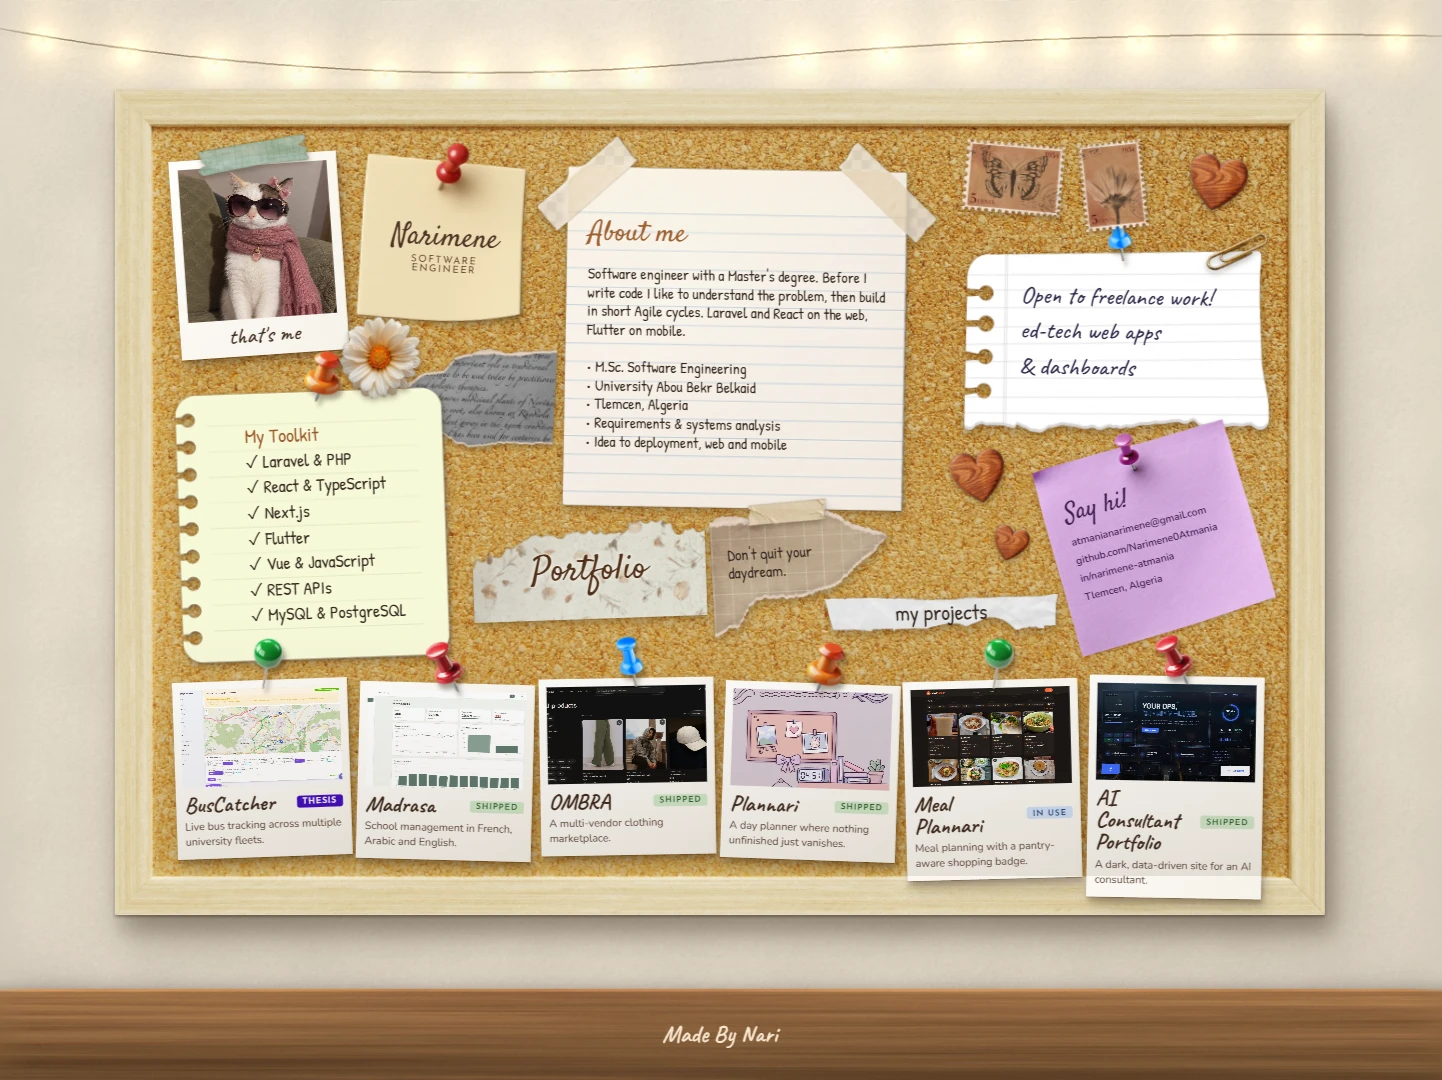 that's me
Narimene
SOFTWARE
ENGINEER
About me
Software engineer with a Master's degree. Before I
write code I like to understand the problem, then build
in short Agile cycles. Laravel and React on the web,
Flutter on mobile.
• M.Sc. Software Engineering
• University Abou Bekr Belkaid
• Tlemcen, Algeria
• Requirements & systems analysis
• Idea to deployment, web and mobile
Open to freelance work!
ed-tech web apps
& dashboards
My Toolkit
✓ Laravel & PHP
✓ React & TypeScript
✓ Next.js
✓ Flutter
✓ Vue & JavaScript
✓ REST APIs
✓ MySQL & PostgreSQL
Say hi!
atmanianarimene@gmail.com
github.com/Narimene0Atmania
in/narimene-atmania
Tlemcen, Algeria
Portfolio
Don't quit your
daydream.
my projects
BusCatcher
THESIS
Live bus tracking across multiple
university fleets.
Madrasa
SHIPPED
School management in French,
Arabic and English.
products
OMBRA
SHIPPED
A multi-vendor clothing
marketplace.
04:51
Plannari
SHIPPED
A day planner where nothing
unfinished just vanishes.
Meal
Plannari
IN USE
Meal planning with a pantry-
aware shopping badge.
YOUR OPS,
AI
Consultant
Portfolio
SHIPPED
A dark, data-driven site for an AI
consultant.
Made By Nari